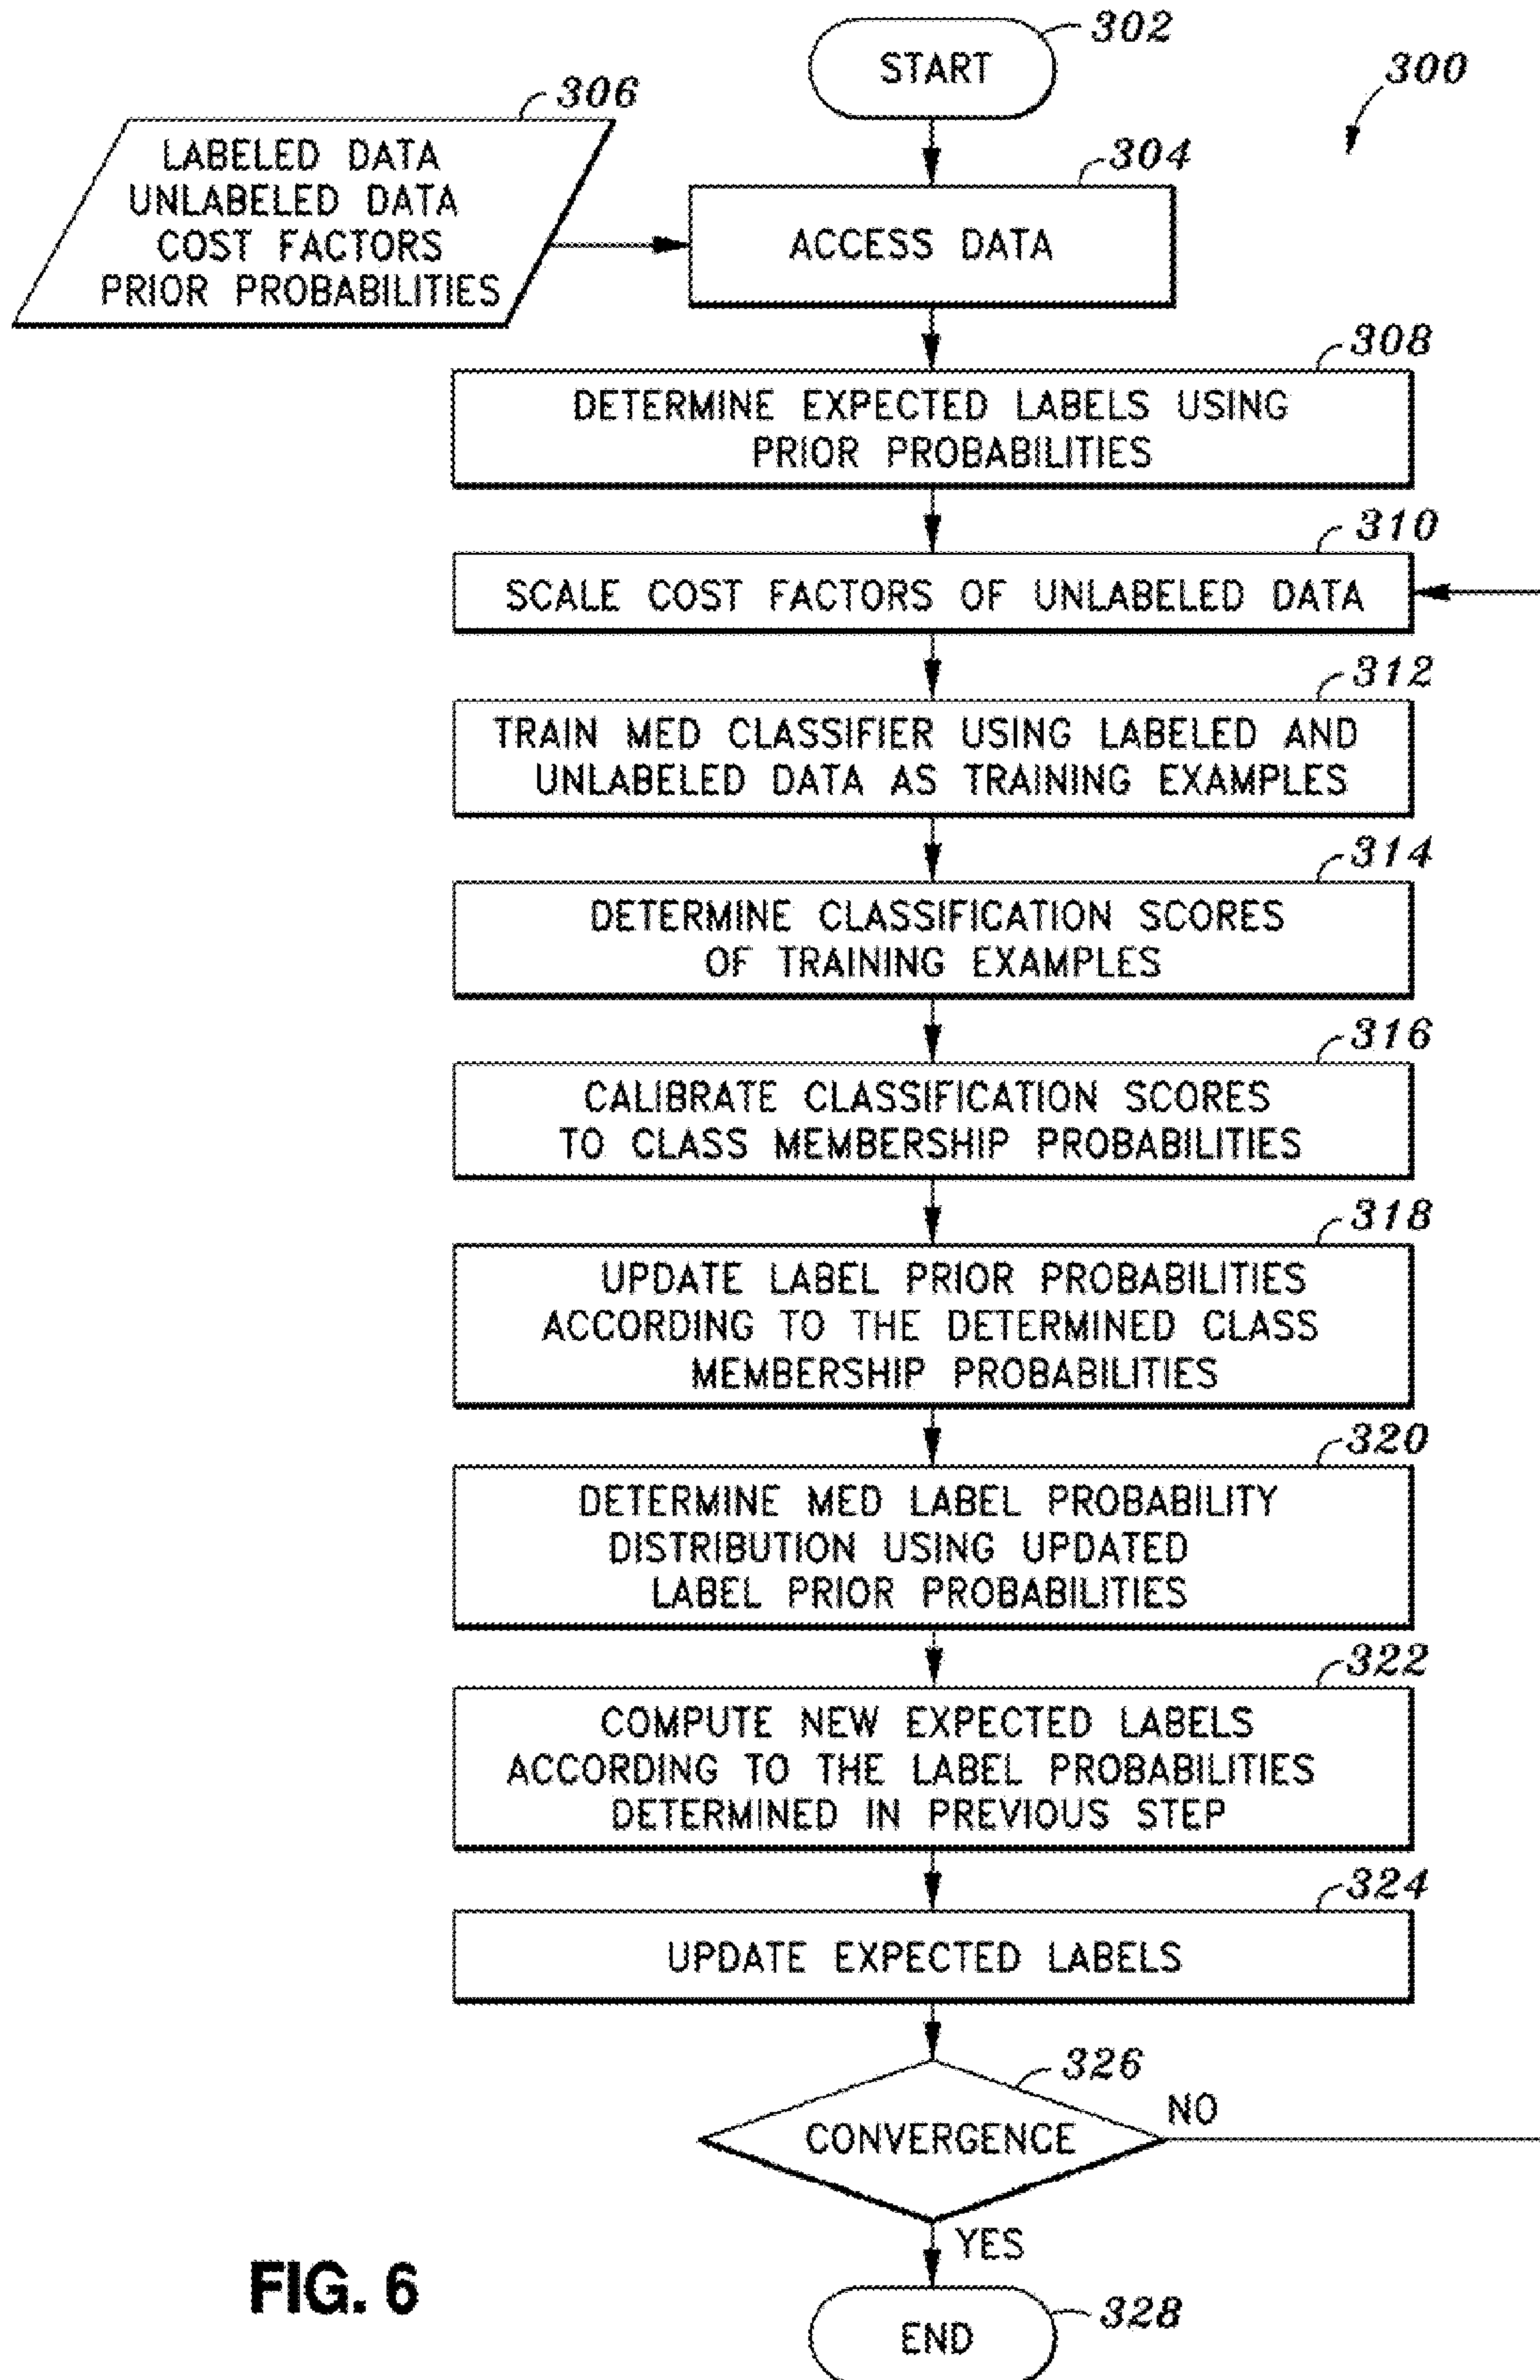 302
START
300
306
LABELED DATA
UNLABELED DATA
COST FACTORS
PRIOR PROBABILITIES
304
ACCESS DATA
308
DETERMINE EXPECTED LABELS USING
PRIOR PROBABILITIES
310
SCALE COST FACTORS OF UNLABELED DATA
312
TRAIN MED CLASSIFIER USING LABELED AND
UNLABELED DATA AS TRAINING EXAMPLES
314
DETERMINE CLASSIFICATION SCORES
OF TRAINING EXAMPLES
316
CALIBRATE CLASSIFICATION SCORES
TO CLASS MEMBERSHIP PROBABILITIES
318
UPDATE LABEL PRIOR PROBABILITIES
ACCORDING TO THE DETERMINED CLASS
MEMBERSHIP PROBABILITIES
320
DETERMINE MED LABEL PROBABILITY
DISTRIBUTION USING UPDATED
LABEL PRIOR PROBABILITIES
322
COMPUTE NEW EXPECTED LABELS
ACCORDING TO THE LABEL PROBABILITIES
DETERMINED IN PREVIOUS STEP
324
UPDATE EXPECTED LABELS
326
CONVERGENCE
NO
YES
328
END
FIG. 6